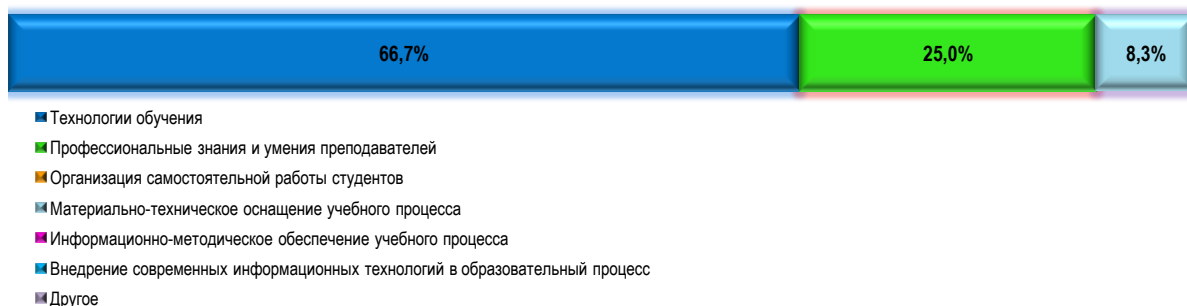 66,7% 25,0% 8,3%
Технологии обучения
Профессиональные знания и умения преподавателей
Организация самостоятельной работы студентов
Материально-техническое оснащение учебного процесса
Информационно-методическое обеспечение учебного процесса
Внедрение современных информационных технологий в образовательный процесс
Другое